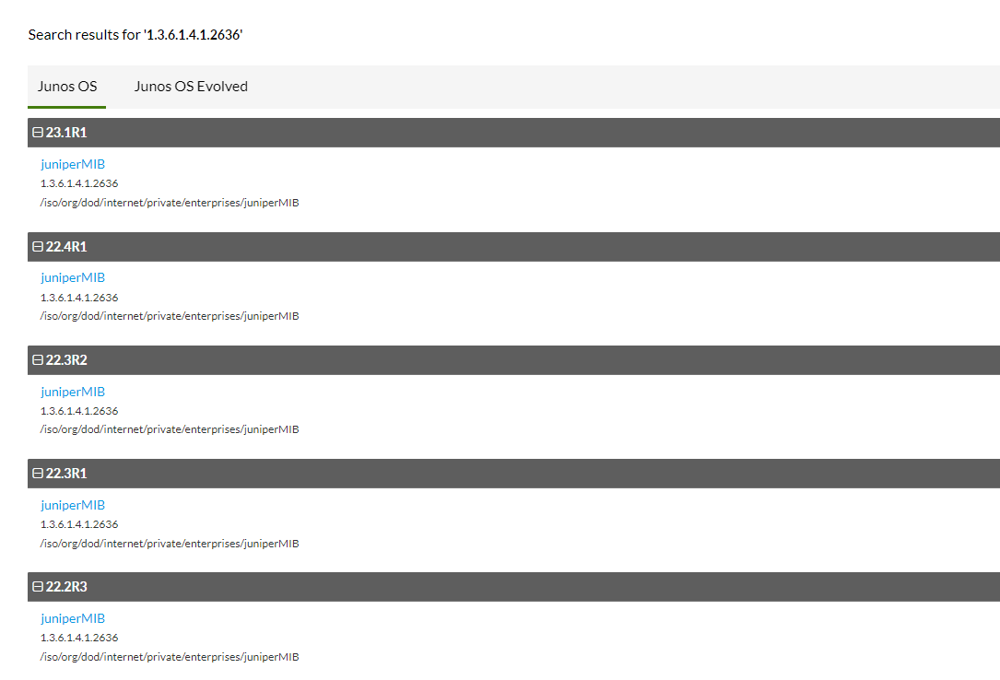 Search results for '1.3.6.1.4.1.2636'
Junos OS Junos OS Evolved
23.1R1
juniperMIB
1.3.6.1.4.1.2636
/iso/org/dod/internet/private/enterprises/juniperMIB
22.4R1
juniperMIB
1.3.6.1.4.1.2636
/iso/org/dod/internet/private/enterprises/juniperMIB
22.3R2
juniperMIB
1.3.6.1.4.1.2636
/iso/org/dod/internet/private/enterprises/juniperMIB
22.3R1
juniperMIB
1.3.6.1.4.1.2636
/iso/org/dod/internet/private/enterprises/juniperMIB
22.2R3
juniperMIB
1.3.6.1.4.1.2636
/iso/org/dod/internet/private/enterprises/juniperMIB